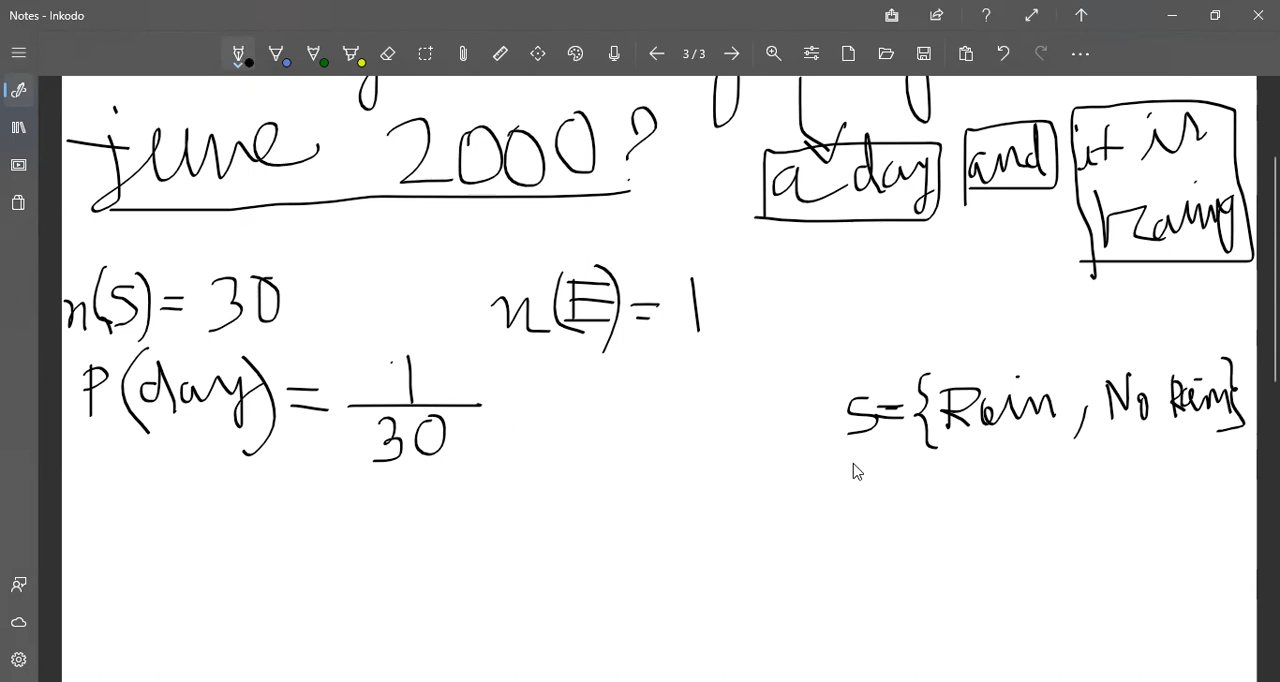 Notes - Inkodo
3/3
june 2000?
a day and it is
raining
n(S) = 30 n(E) = 1
P(day) = 1/30
S = {Rain, No Rain}